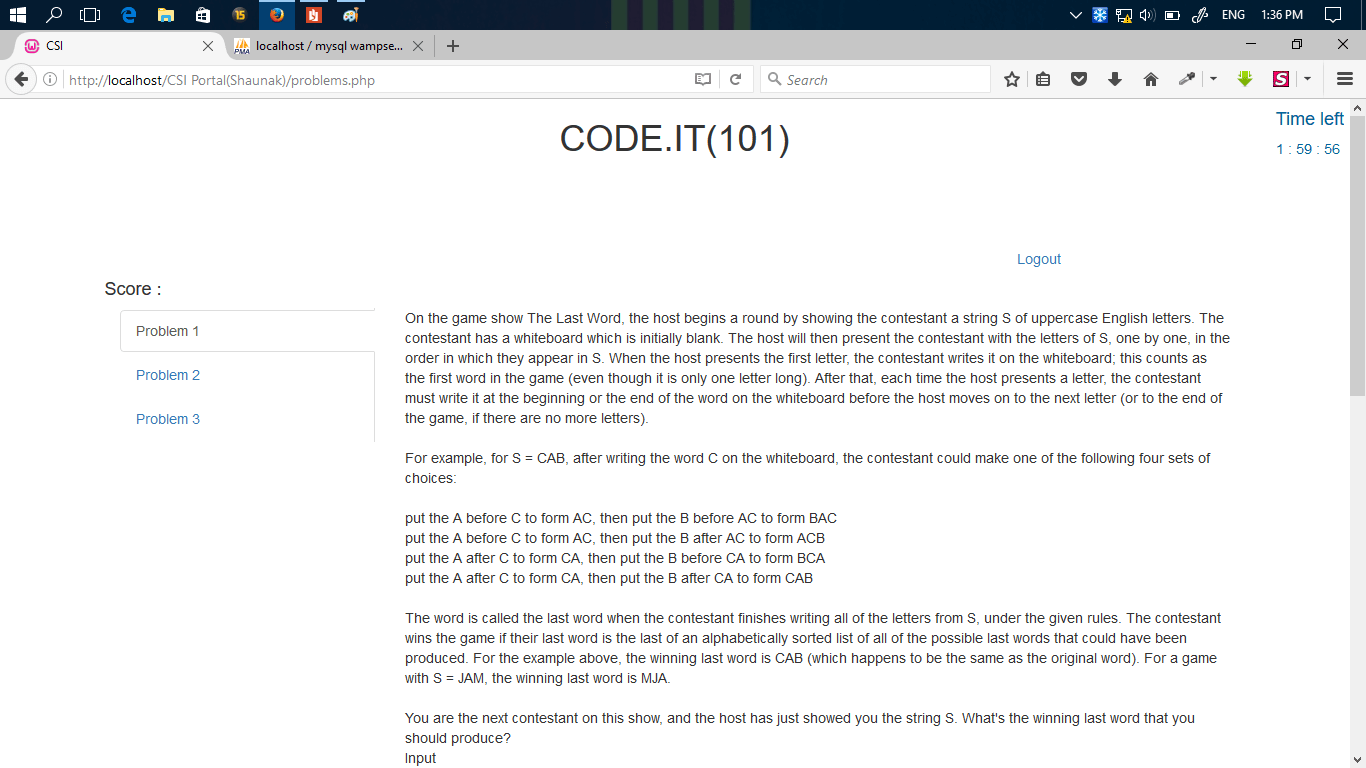 15
ENG
1:36 PM
CSI
PMA
localhost / mysql wampse...
http://localhost/CSI Portal(Shaunak)/problems.php
Search
S
CODE.IT(101)
Time left
1 : 59 : 56
Logout
Score :
Problem 1
Problem 2
Problem 3
On the game show The Last Word, the host begins a round by showing the contestant a string S of uppercase English letters. The
contestant has a whiteboard which is initially blank. The host will then present the contestant with the letters of S, one by one, in the
order in which they appear in S. When the host presents the first letter, the contestant writes it on the whiteboard; this counts as
the first word in the game (even though it is only one letter long). After that, each time the host presents a letter, the contestant
must write it at the beginning or the end of the word on the whiteboard before the host moves on to the next letter (or to the end of
the game, if there are no more letters).
For example, for S = CAB, after writing the word C on the whiteboard, the contestant could make one of the following four sets of
choices:
put the A before C to form AC, then put the B before AC to form BAC
put the A before C to form AC, then put the B after AC to form ACB
put the A after C to form CA, then put the B before CA to form BCA
put the A after C to form CA, then put the B after CA to form CAB
The word is called the last word when the contestant finishes writing all of the letters from S, under the given rules. The contestant
wins the game if their last word is the last of an alphabetically sorted list of all of the possible last words that could have been
produced. For the example above, the winning last word is CAB (which happens to be the same as the original word). For a game
with S = JAM, the winning last word is MJA.
You are the next contestant on this show, and the host has just showed you the string S. What's the winning last word that you
should produce?
Input